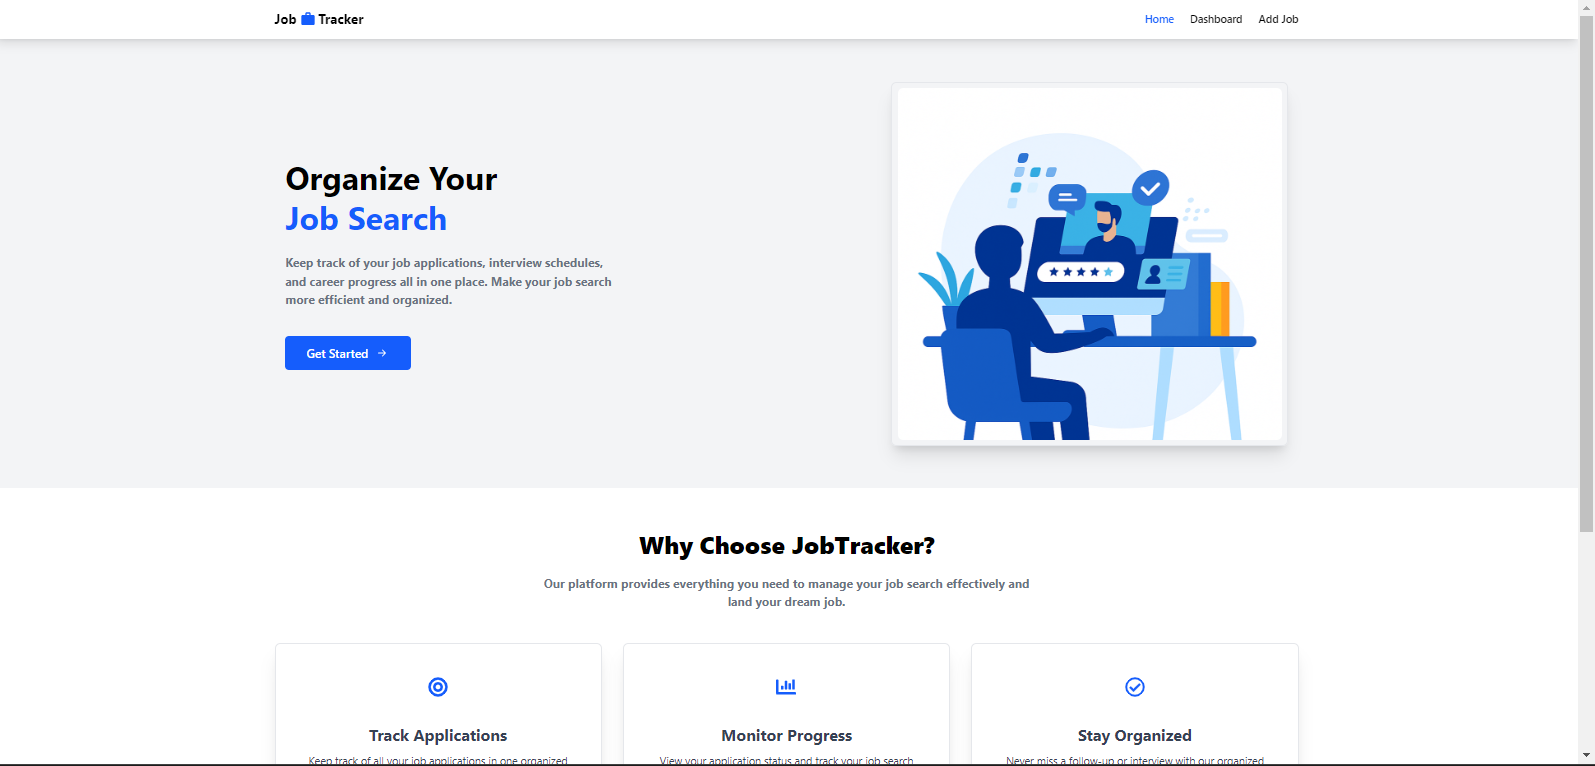 Job Tracker
Home Dashboard Add Job
Organize Your
Job Search
Keep track of your job applications, interview schedules,
and career progress all in one place. Make your job search
more efficient and organized.
Get Started
Why Choose JobTracker?
Our platform provides everything you need to manage your job search effectively and
land your dream job.
Track Applications
Keep track of all your job applications in one organized
Monitor Progress
View your application status and track your job search
Stay Organized
Never miss a follow-up or interview with our organized